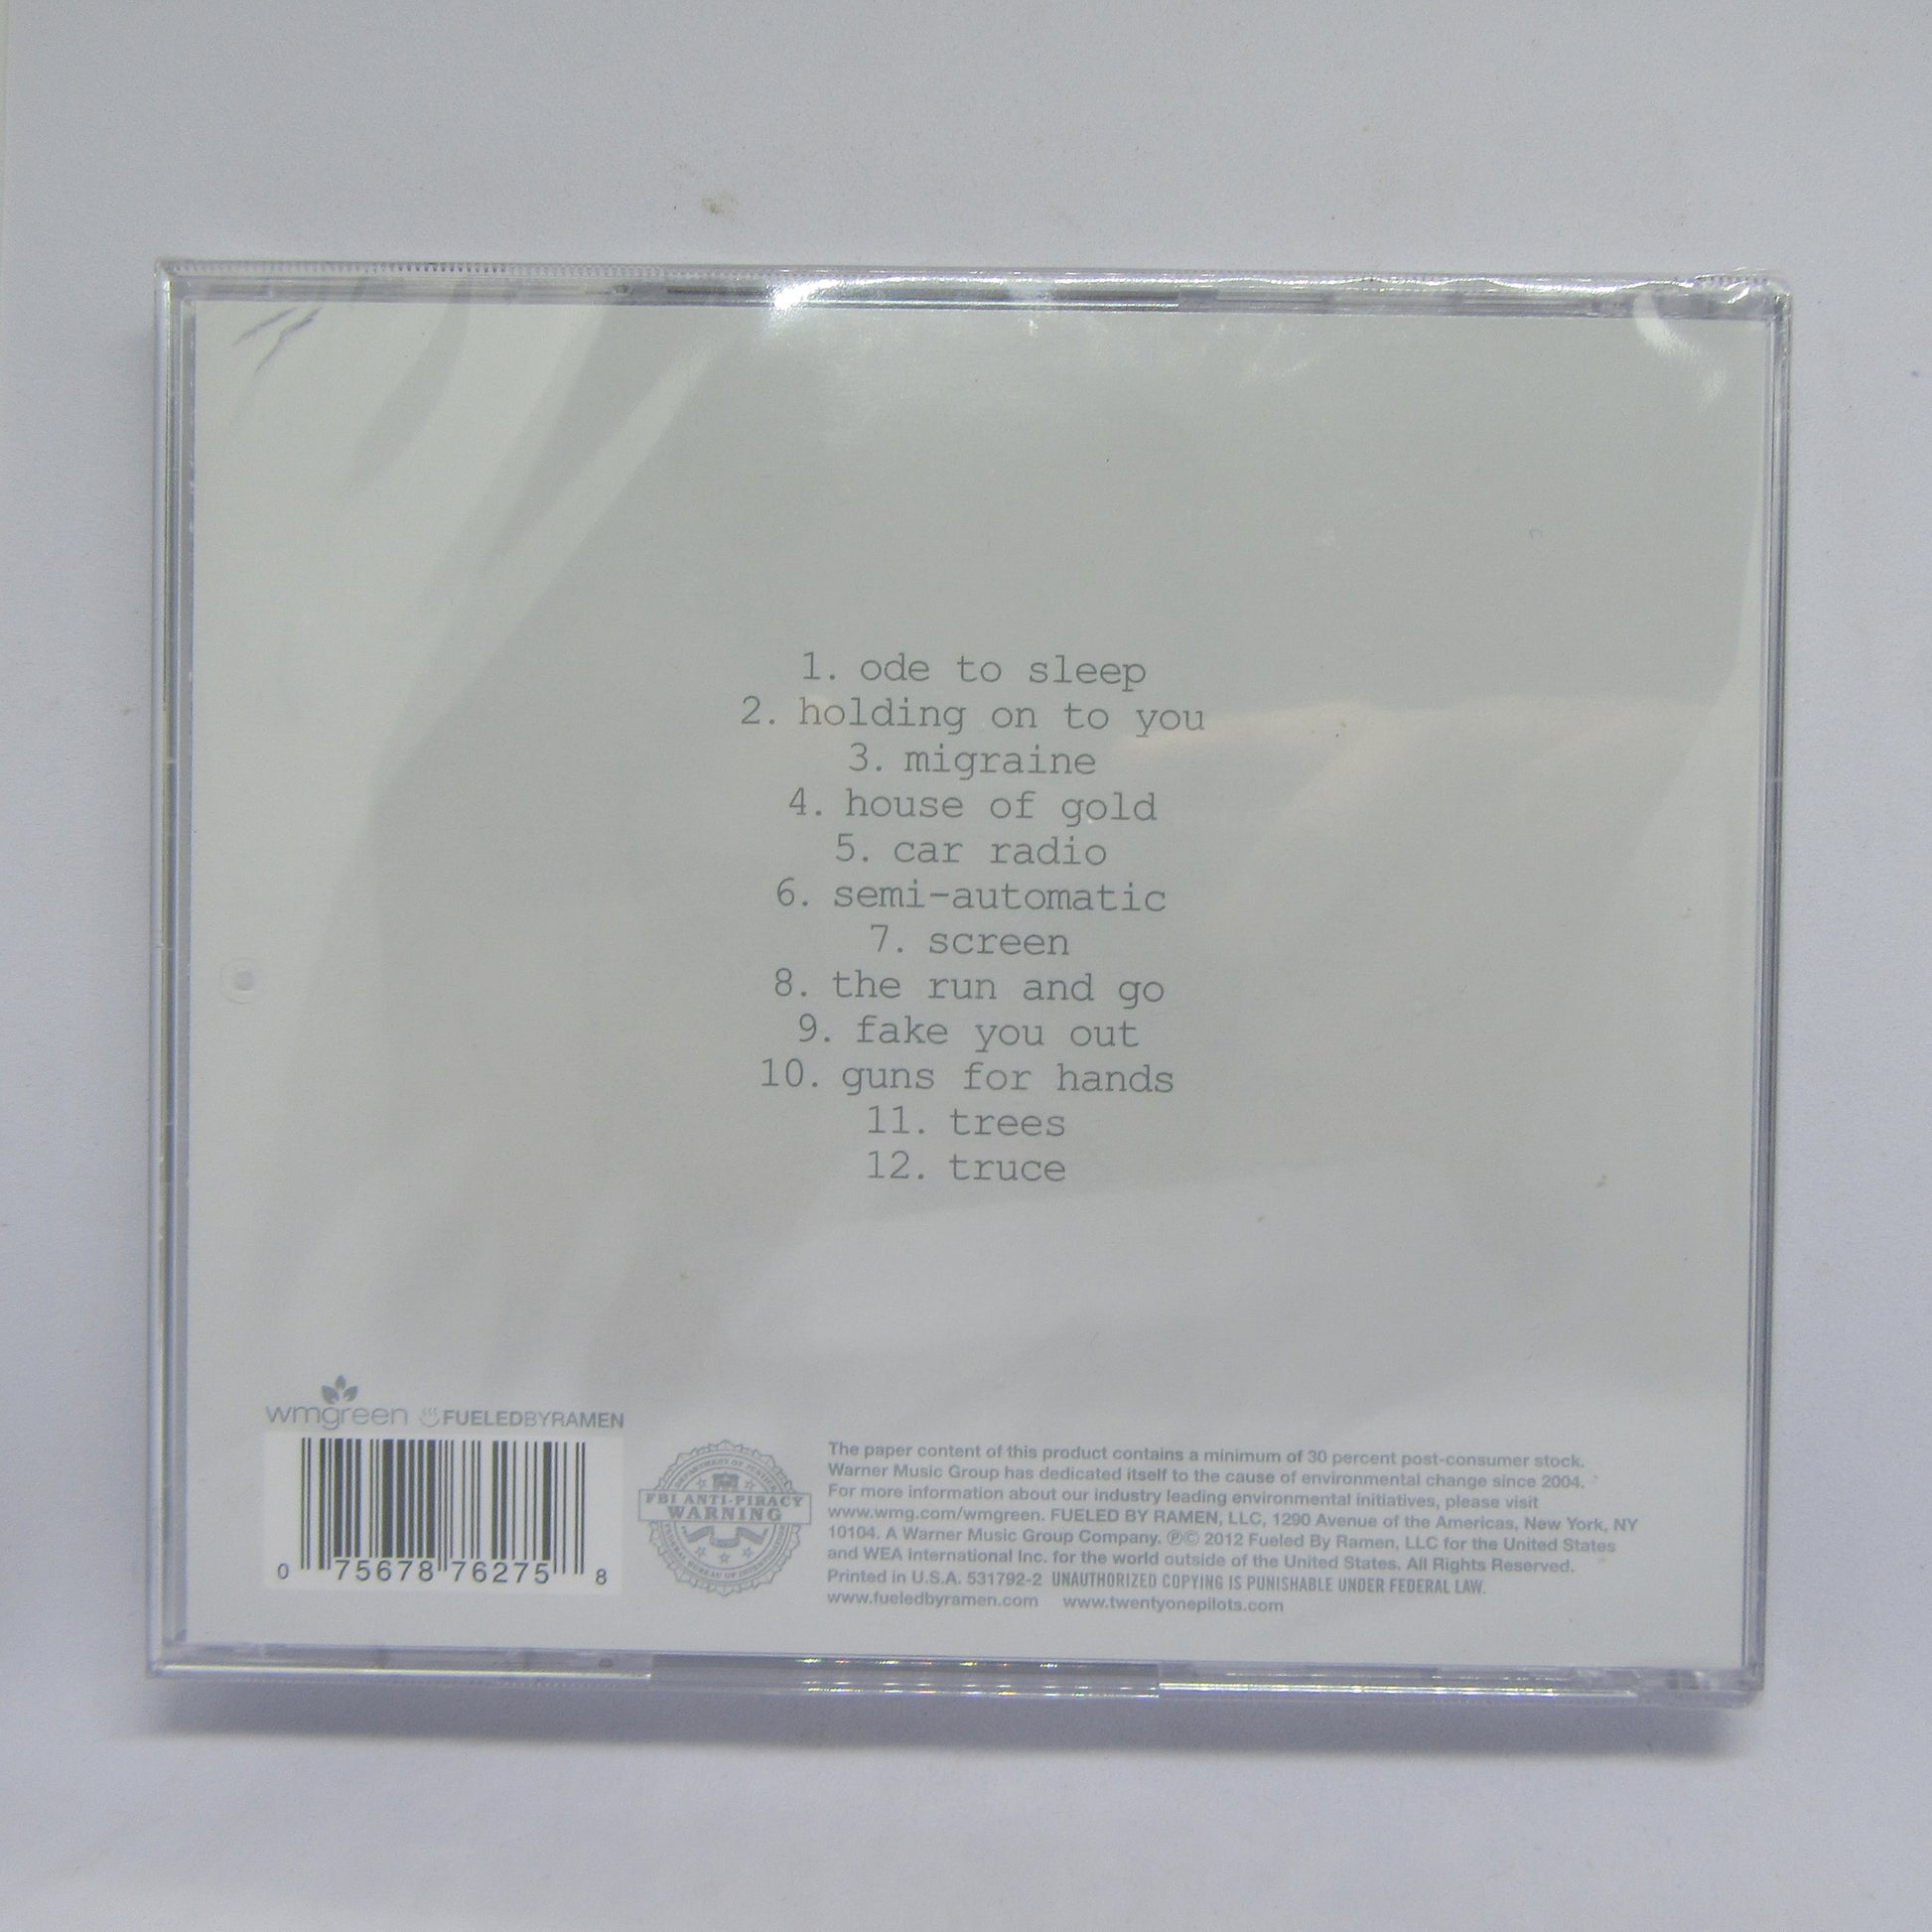 1. ode to sleep
2. holding on to you
3. migraine
4. house of gold
5. car radio
6. semi-automatic
7. screen
8. the run and go
9. fake you out
10. guns for hands
11. trees
12. truce
wmgreen FUELEDBYRAMEN
0 75678 76275 8
FBI ANTI-PIRACY
WARNING
The paper content of this product contains a minimum of 30 percent post-consumer stock.
Warner Music Group has dedicated itself to the cause of environmental change since 2004.
For more information about our industry leading environmental initiatives, please visit
www.wmg.com/wmgreen. FUELED BY RAMEN, LLC, 1290 Avenue of the Americas, New York, NY
10104. A Warner Music Group Company. ℗© 2012 Fueled By Ramen, LLC for the United States
and WEA International Inc. for the world outside of the United States. All Rights Reserved.
Printed in U.S.A. 531792-2 UNAUTHORIZED COPYING IS PUNISHABLE UNDER FEDERAL LAW.
www.fueledbyramen.com www.twentyonepilots.com